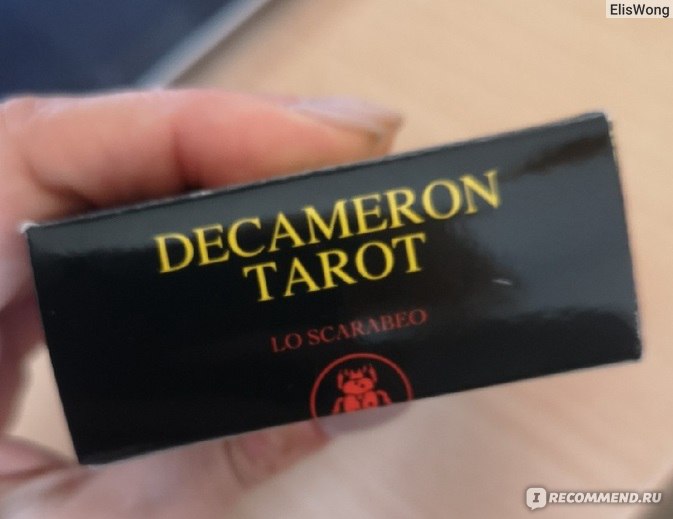 ElisWong
DECAMERON
TAROT
LO SCARABEO
I RECOMMEND.RU